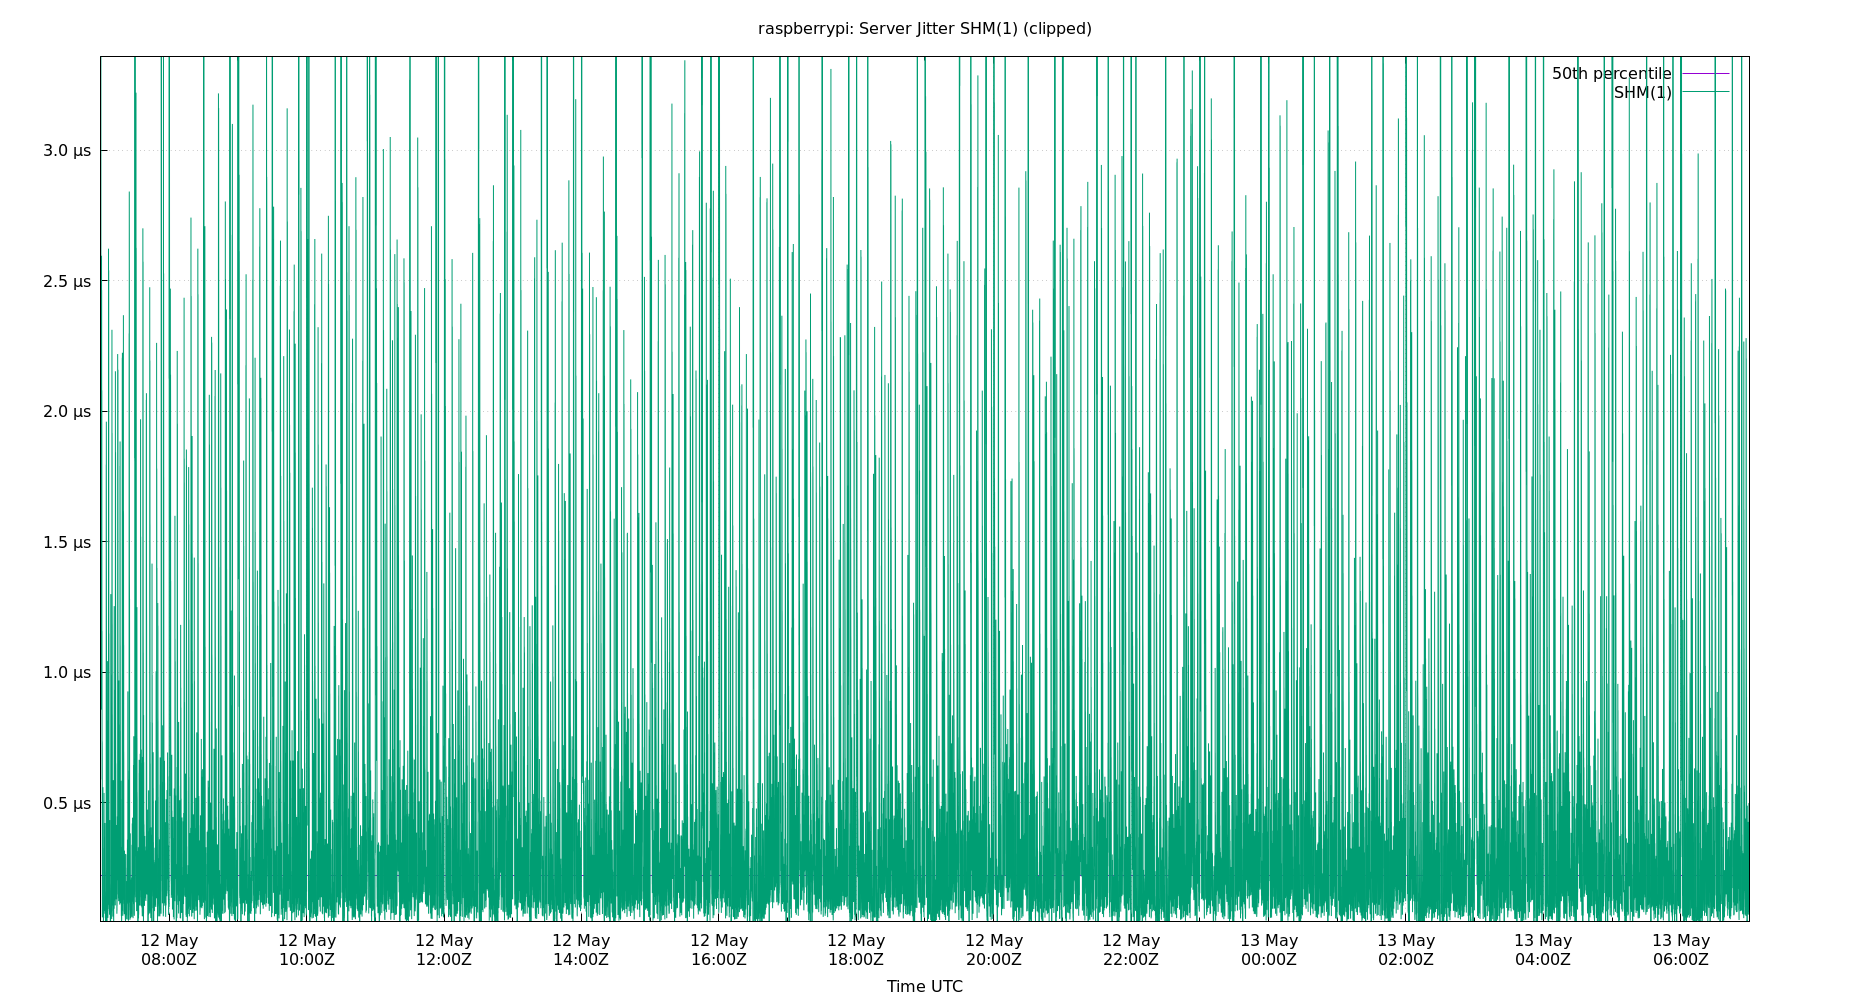 raspberrypi: Server Jitter SHM(1) (clipped)
50th percentile
SHM(1)
3.0 µs
2.5 µs
2.0 µs
1.5 µs
1.0 µs
0.5 µs
12 May 12 May 12 May 12 May 12 May 12 May 12 May 12 May 13 May 13 May 13 May 13 May
08:00Z 10:00Z 12:00Z 14:00Z 16:00Z 18:00Z 20:00Z 22:00Z 00:00Z 02:00Z 04:00Z 06:00Z
Time UTC